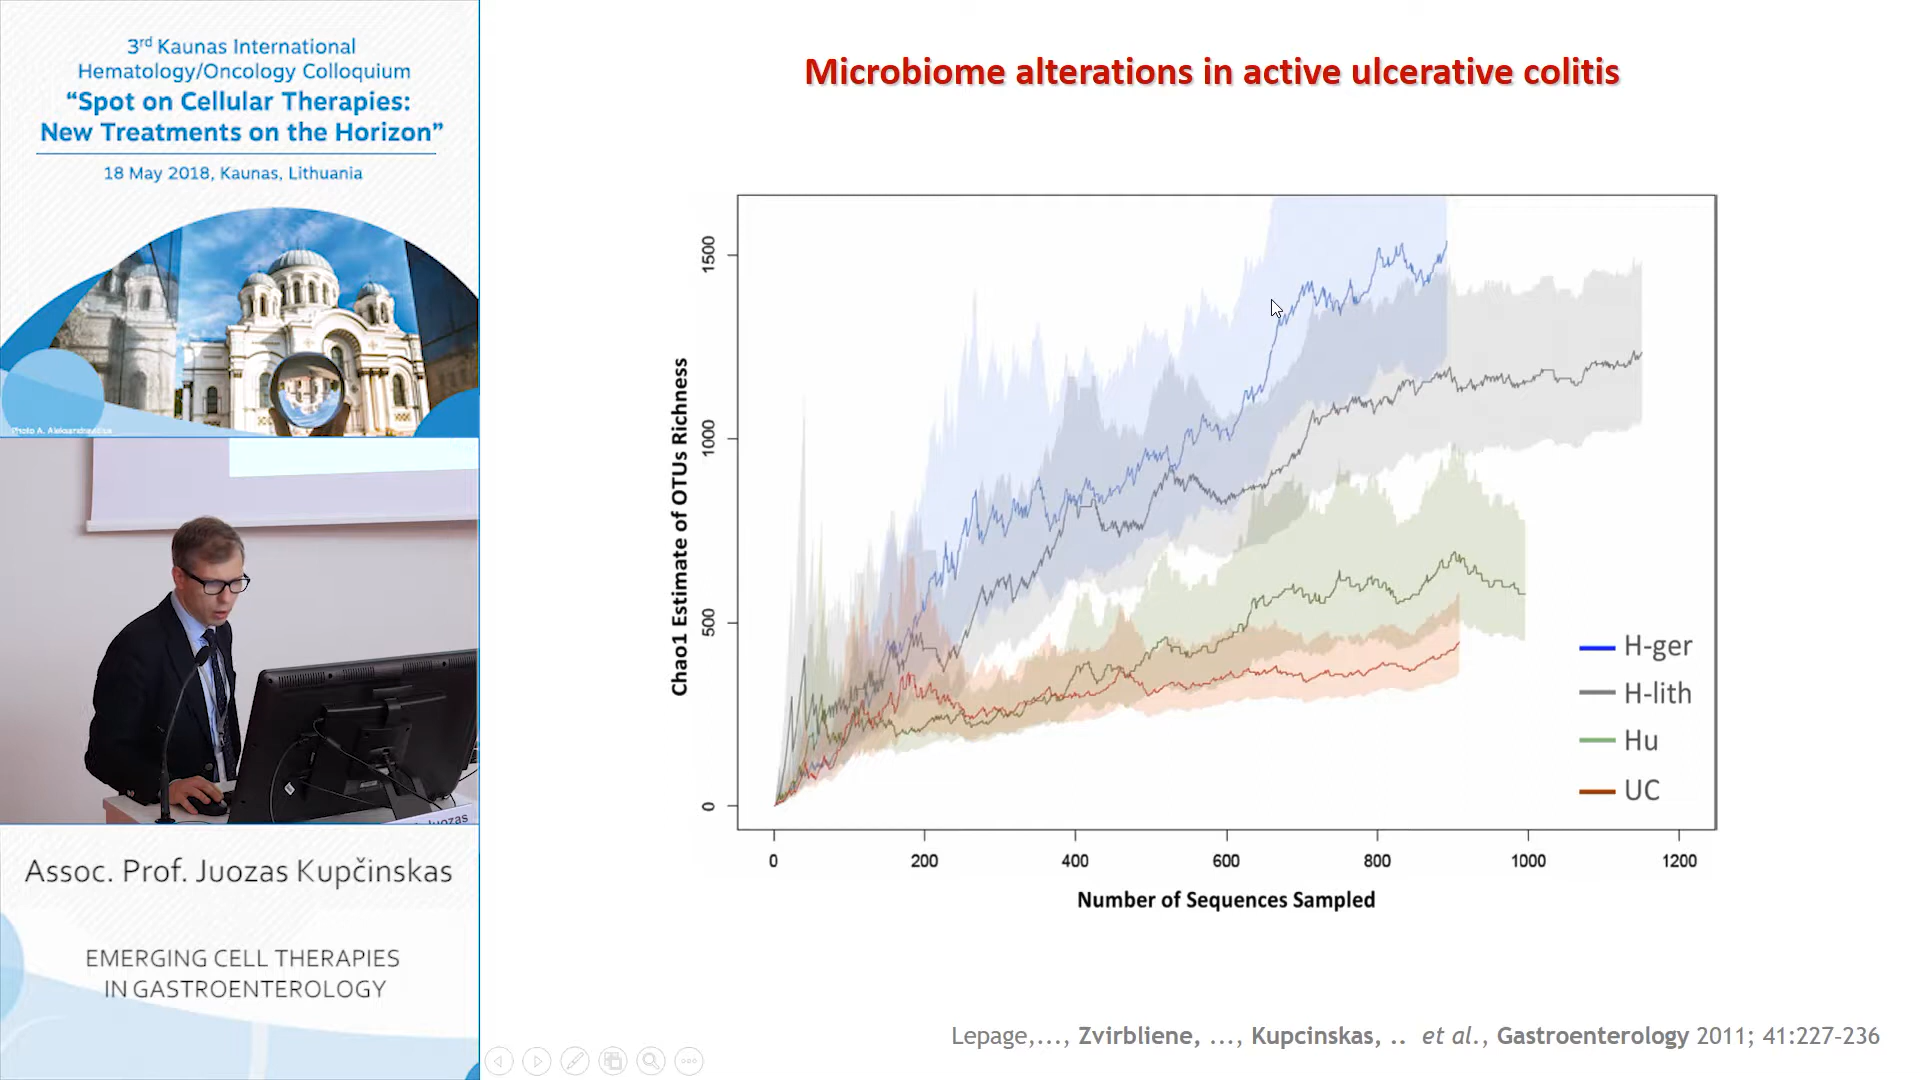 3rd Kaunas International
Hematology/Oncology Colloquium
“Spot on Cellular Therapies:
New Treatments on the Horizon”
18 May 2018, Kaunas, Lithuania
Photo A. Aleksandravicius
Juozas
Assoc. Prof. Juozas Kupčinskas
EMERGING CELL THERAPIES
IN GASTROENTEROLOGY
Microbiome alterations in active ulcerative colitis
Chao1 Estimate of OTUs Richness
1500
1000
500
0
0 200 400 600 800 1000 1200
Number of Sequences Sampled
H-ger
H-lith
Hu
UC
Lepage,..., Zvirbliene, ..., Kupcinskas, .. et al., Gastroenterology 2011; 41:227-236